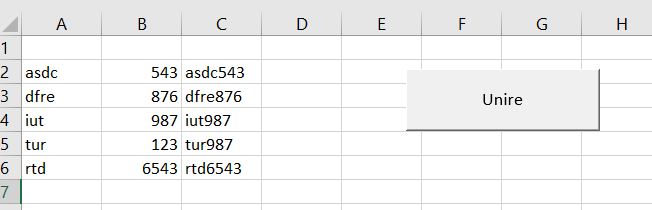 A B C D E F G H
1
2 asdc 543 asdc543 Unire
3 dfre 876 dfre876
4 iut 987 iut987
5 tur 123 tur987
6 rtd 6543 rtd6543
7